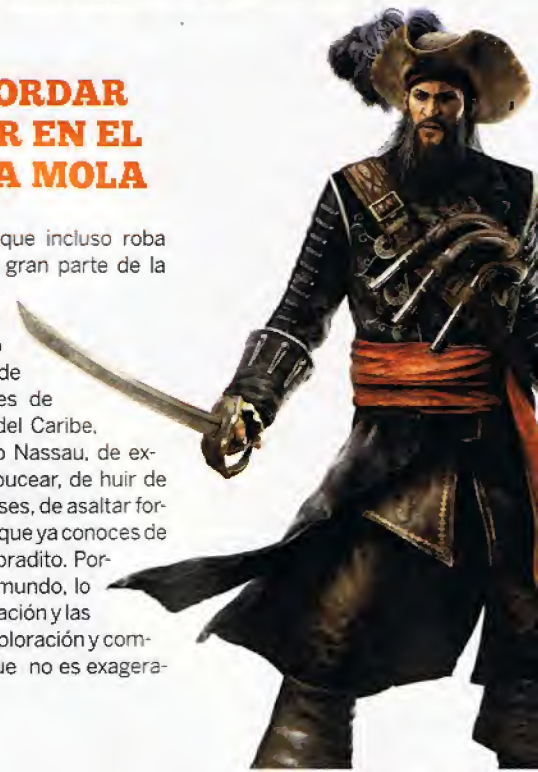 ORDAR
R EN EL
A MOLA
que incluso roba
gran parte de la
de
es de
del Caribe,
o Nassau, de ex-
bucear, de huir de
ses, de asaltar for-
que ya conoces de
bradito. Por-
mundo, lo
ación y las
ploración y com-
ue no es exagera-